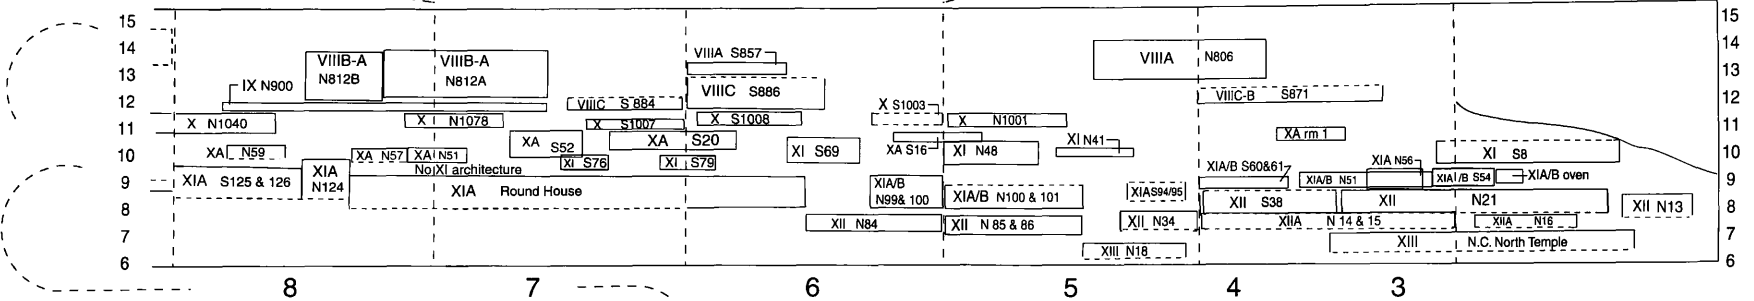 15 15
14 VIIIB-A VIIIB-A VIIIA S857 VIIIA N806 14
13 N812B N812A 13
IX N900 VIIIC S886
12 VIIIC S 884 X S1003 VIIIC-B S871 12
X N1040 X N1078 X S1007 X S1008 X N1001
11 XA S52 XA S20 XA S16 XI N41 XA rm 1 11
10 XA N59 XA N57 XA N51 XI S76 XI S79 XI S69 XI N48 XI S8 10
No XI architecture XIA/B S60&61 XIA N56
9 XIA S125 & 126 XIA N124 XIA Round House XIA/B N99& 100 XIA/B N100 & 101 XIAS94/95 XIA/B N51 XIA/B S54 XIA/B oven 9
8 XII S38 XII N21 XII N13 8
XII N84 XII N 85 & 86 XII N34 XIIA N 14 & 15 XIIA N16
7 XIII N18 XIII N.C. North Temple 7
6 6
8 7 6 5 4 3